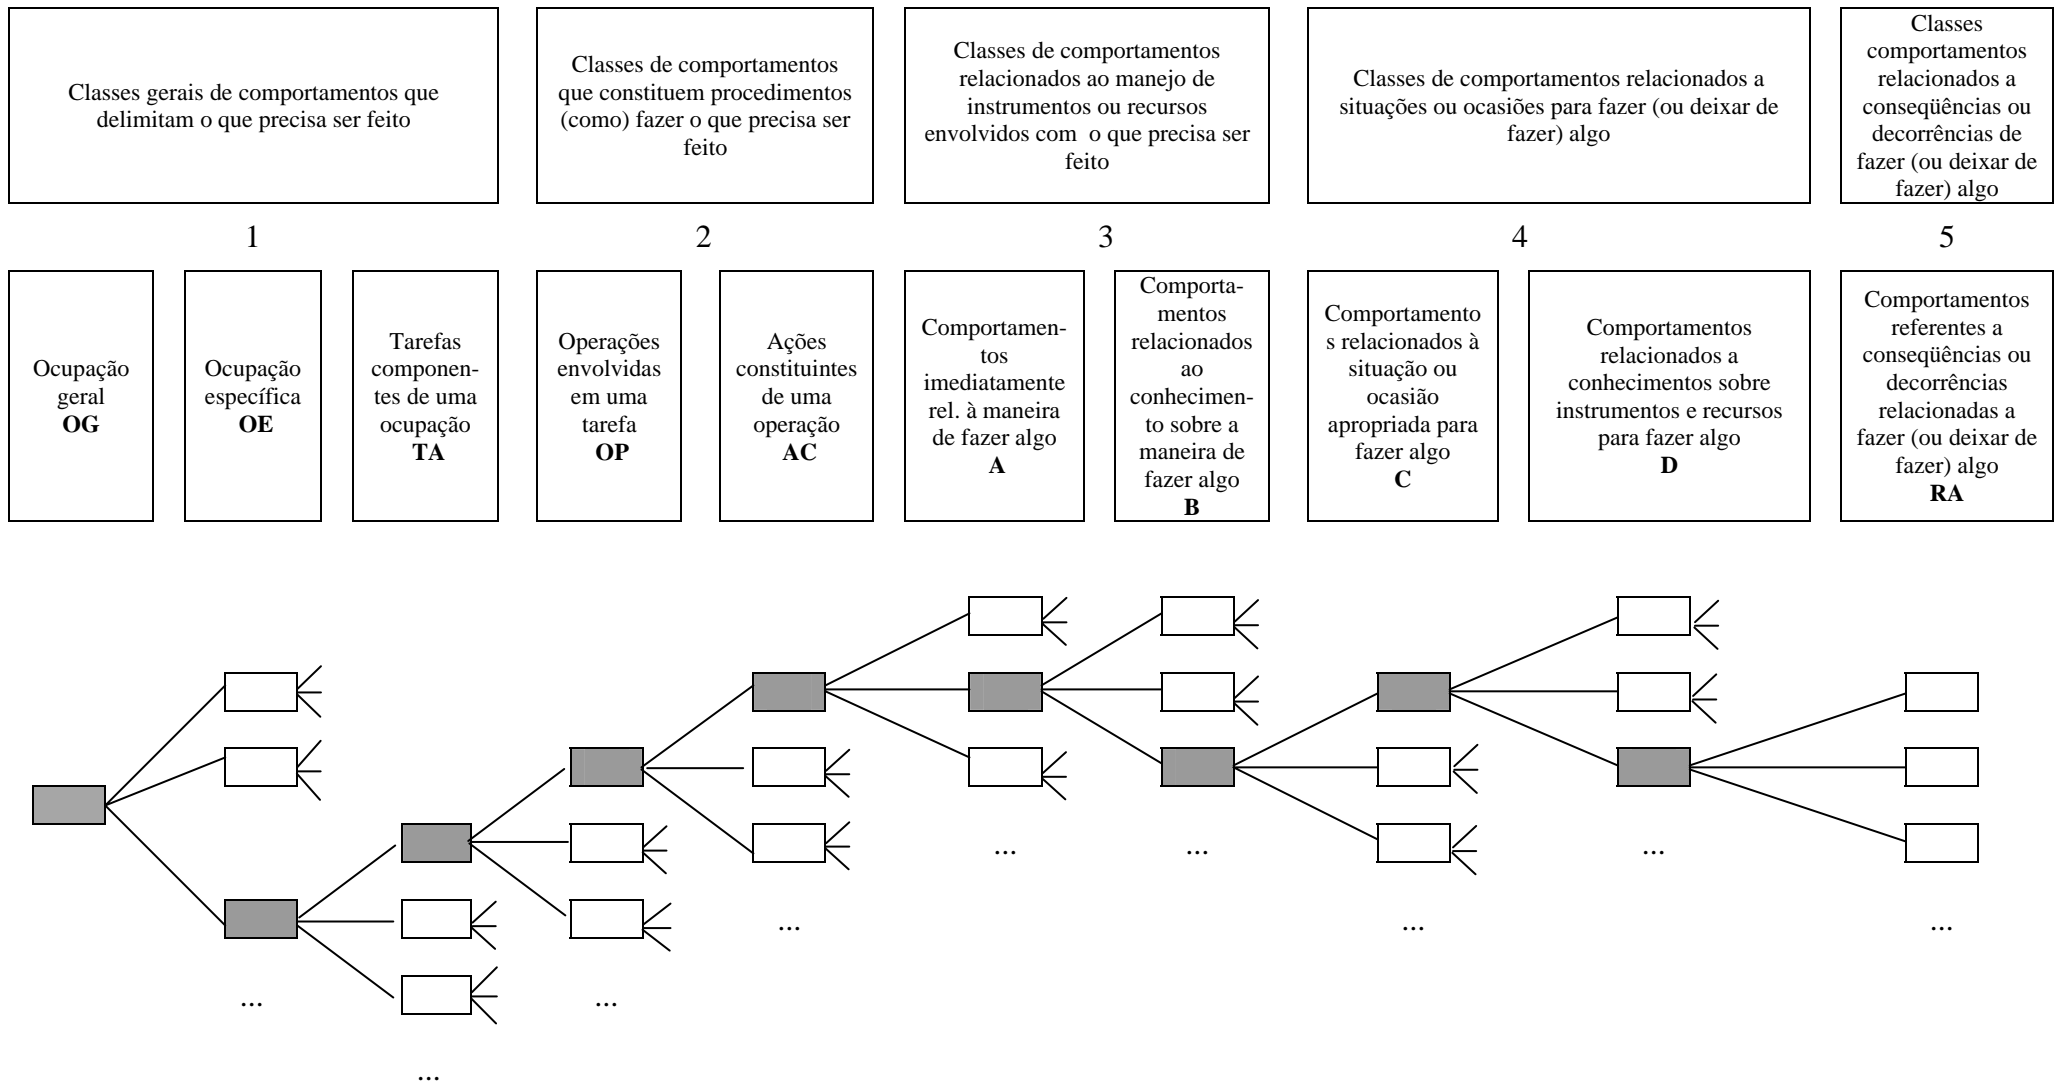 Classes gerais de comportamentos que
delimitam o que precisa ser feito
Classes de comportamentos
que constituem procedimentos
(como) fazer o que precisa ser
feito
Classes de comportamentos
relacionados ao manejo de
instrumentos ou recursos
envolvidos com o que precisa ser
feito
Classes de comportamentos relacionados a
situações ou ocasiões para fazer (ou deixar de
fazer) algo
Classes
comportamentos
relacionados a
conseqüências ou
decorrências de
fazer (ou deixar de
fazer) algo
1
2
3
4
5
Ocupação
geral
OG
Ocupação
específica
OE
Tarefas
componen-
tes de uma
ocupação
TA
Operações
envolvidas
em uma
tarefa
OP
Ações
constituintes
de uma
operação
AC
Comportamen-
tos
imediatamente
rel. à maneira
de fazer algo
A
Comporta-
mentos
relacionados
ao
conhecimen-
to sobre a
maneira de
fazer algo
B
Comportamento
s relacionados à
situação ou
ocasião
apropriada para
fazer algo
C
Comportamentos
relacionados a
conhecimentos sobre
instrumentos e recursos
para fazer algo
D
Comportamentos
referentes a
conseqüências ou
decorrências
relacionadas a
fazer (ou deixar de
fazer) algo
RA
...
...
...
...
...
...
...
...
...